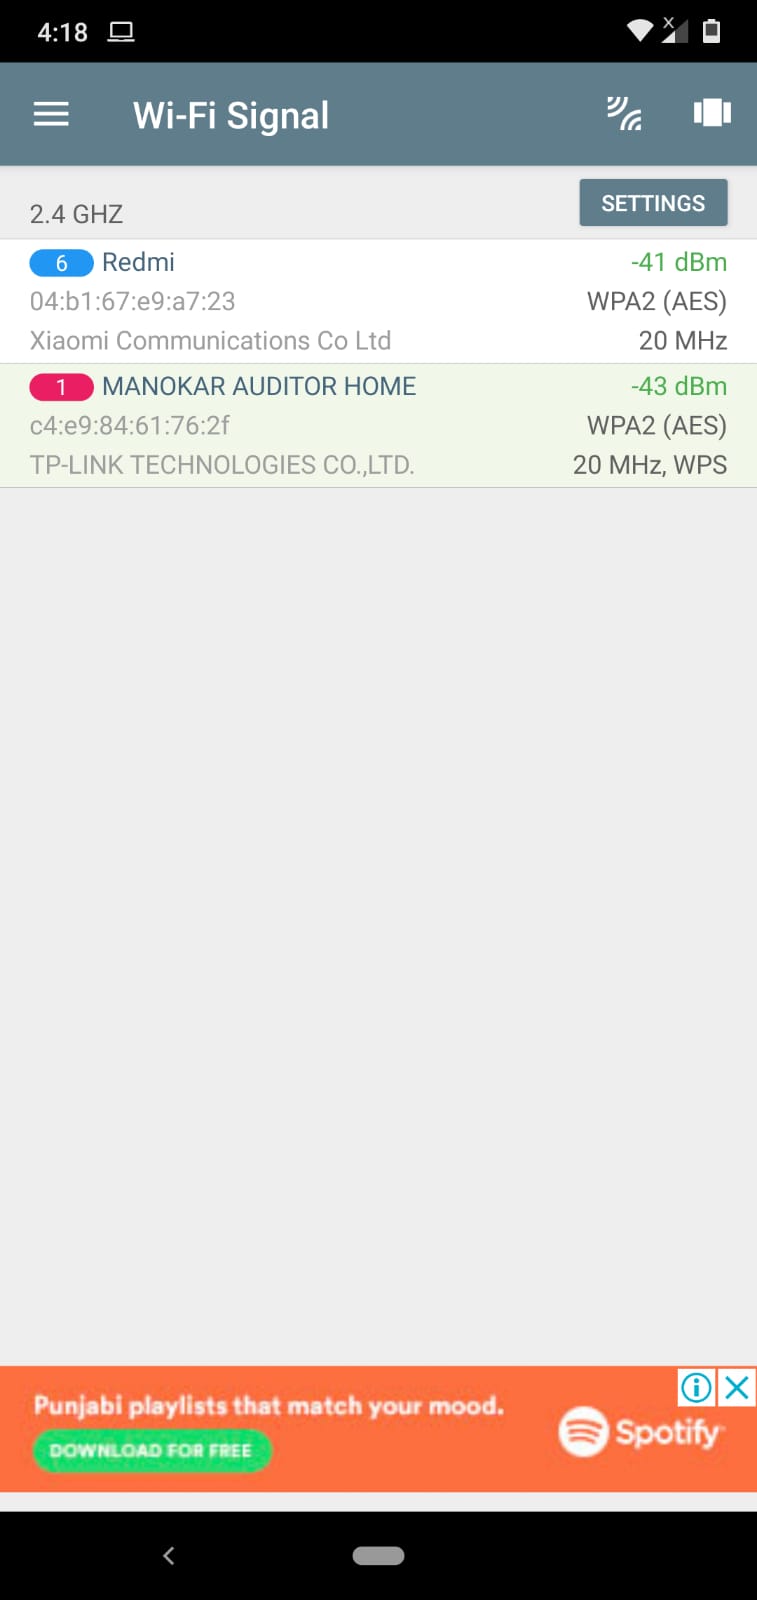 4:18
Wi-Fi Signal
2.4 GHZ
SETTINGS
6 Redmi -41 dBm
04:b1:67:e9:a7:23 WPA2 (AES)
Xiaomi Communications Co Ltd 20 MHz
1 MANOKAR AUDITOR HOME -43 dBm
c4:e9:84:61:76:2f WPA2 (AES)
TP-LINK TECHNOLOGIES CO.,LTD. 20 MHz, WPS
Punjabi playlists that match your mood.
DOWNLOAD FOR FREE
Spotify